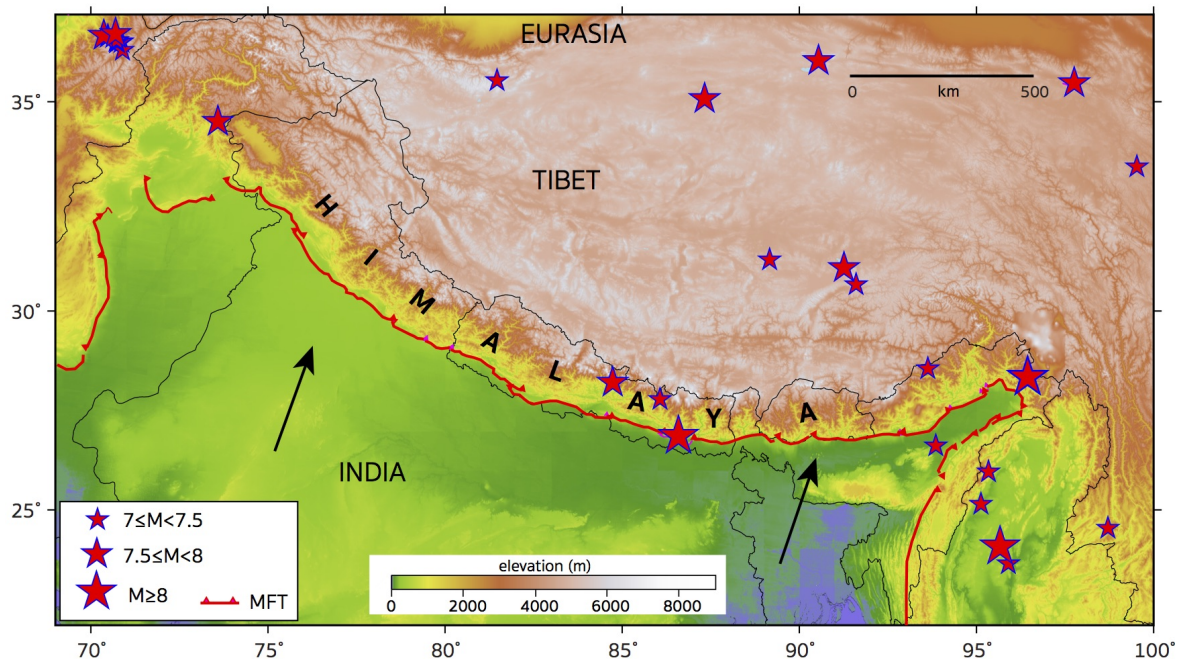 EURASIA
35°
0 km 500
TIBET
HIMALAYA
30°
INDIA
25°
7≤M<7.5
7.5≤M<8
M≥8
MFT
elevation (m)
0 2000 4000 6000 8000
70° 75° 80° 85° 90° 95° 100°